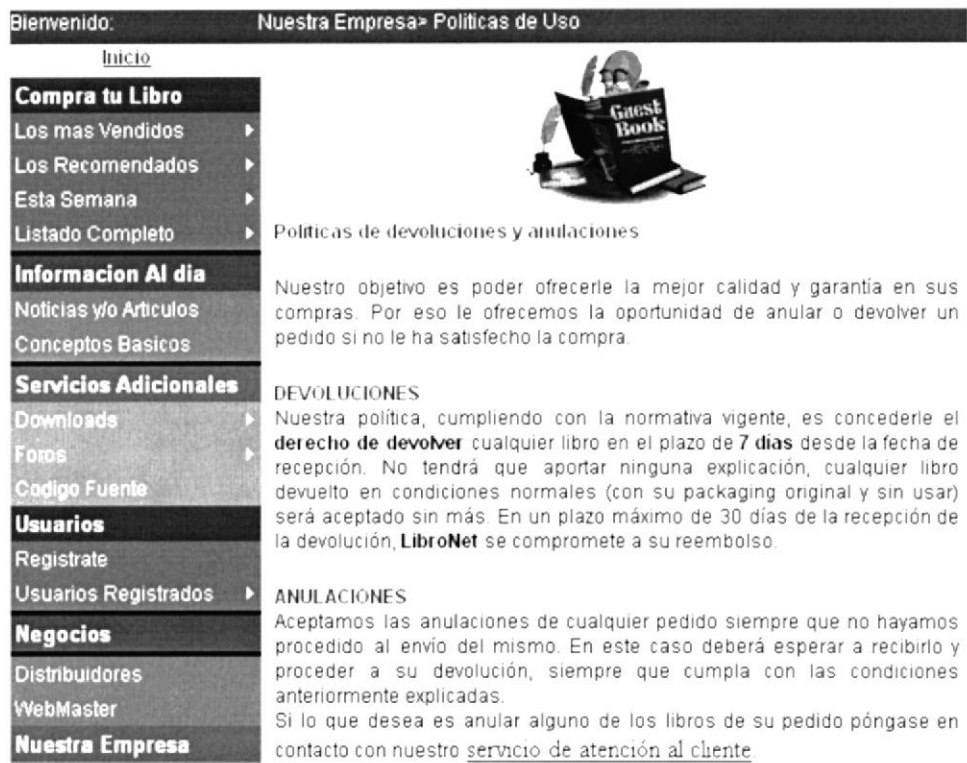 Bienvenido:
Nuestra Empresa> Politicas de Uso
Inicio
Compra tu Libro
Los mas Vendidos
Los Recomendados
Esta Semana
Listado Completo
Informacion Al dia
Noticias y/o Articulos
Conceptos Basicos
Servicios Adicionales
Downloads
Foros
Codigo Fuente
Usuarios
Registrate
Usuarios Registrados
Negocios
Distribuidores
WebMaster
Nuestra Empresa
Guest
Book
Políticas de devoluciones y anulaciones
Nuestro objetivo es poder ofrecerle la mejor calidad y garantía en sus
compras. Por eso le ofrecemos la oportunidad de anular o devolver un
pedido si no le ha satisfecho la compra.
DEVOLUCIONES
Nuestra política, cumpliendo con la normativa vigente, es concederle el
derecho de devolver cualquier libro en el plazo de 7 días desde la fecha de
recepción. No tendrá que aportar ninguna explicación, cualquier libro
devuelto en condiciones normales (con su packaging original y sin usar)
será aceptado sin más. En un plazo máximo de 30 días de la recepción de
la devolución, LibroNet se compromete a su reembolso.
ANULACIONES
Aceptamos las anulaciones de cualquier pedido siempre que no hayamos
procedido al envío del mismo. En este caso deberá esperar a recibirlo y
proceder a su devolución, siempre que cumpla con las condiciones
anteriormente explicadas.
Si lo que desea es anular alguno de los libros de su pedido póngase en
contacto con nuestro servicio de atención al cliente.